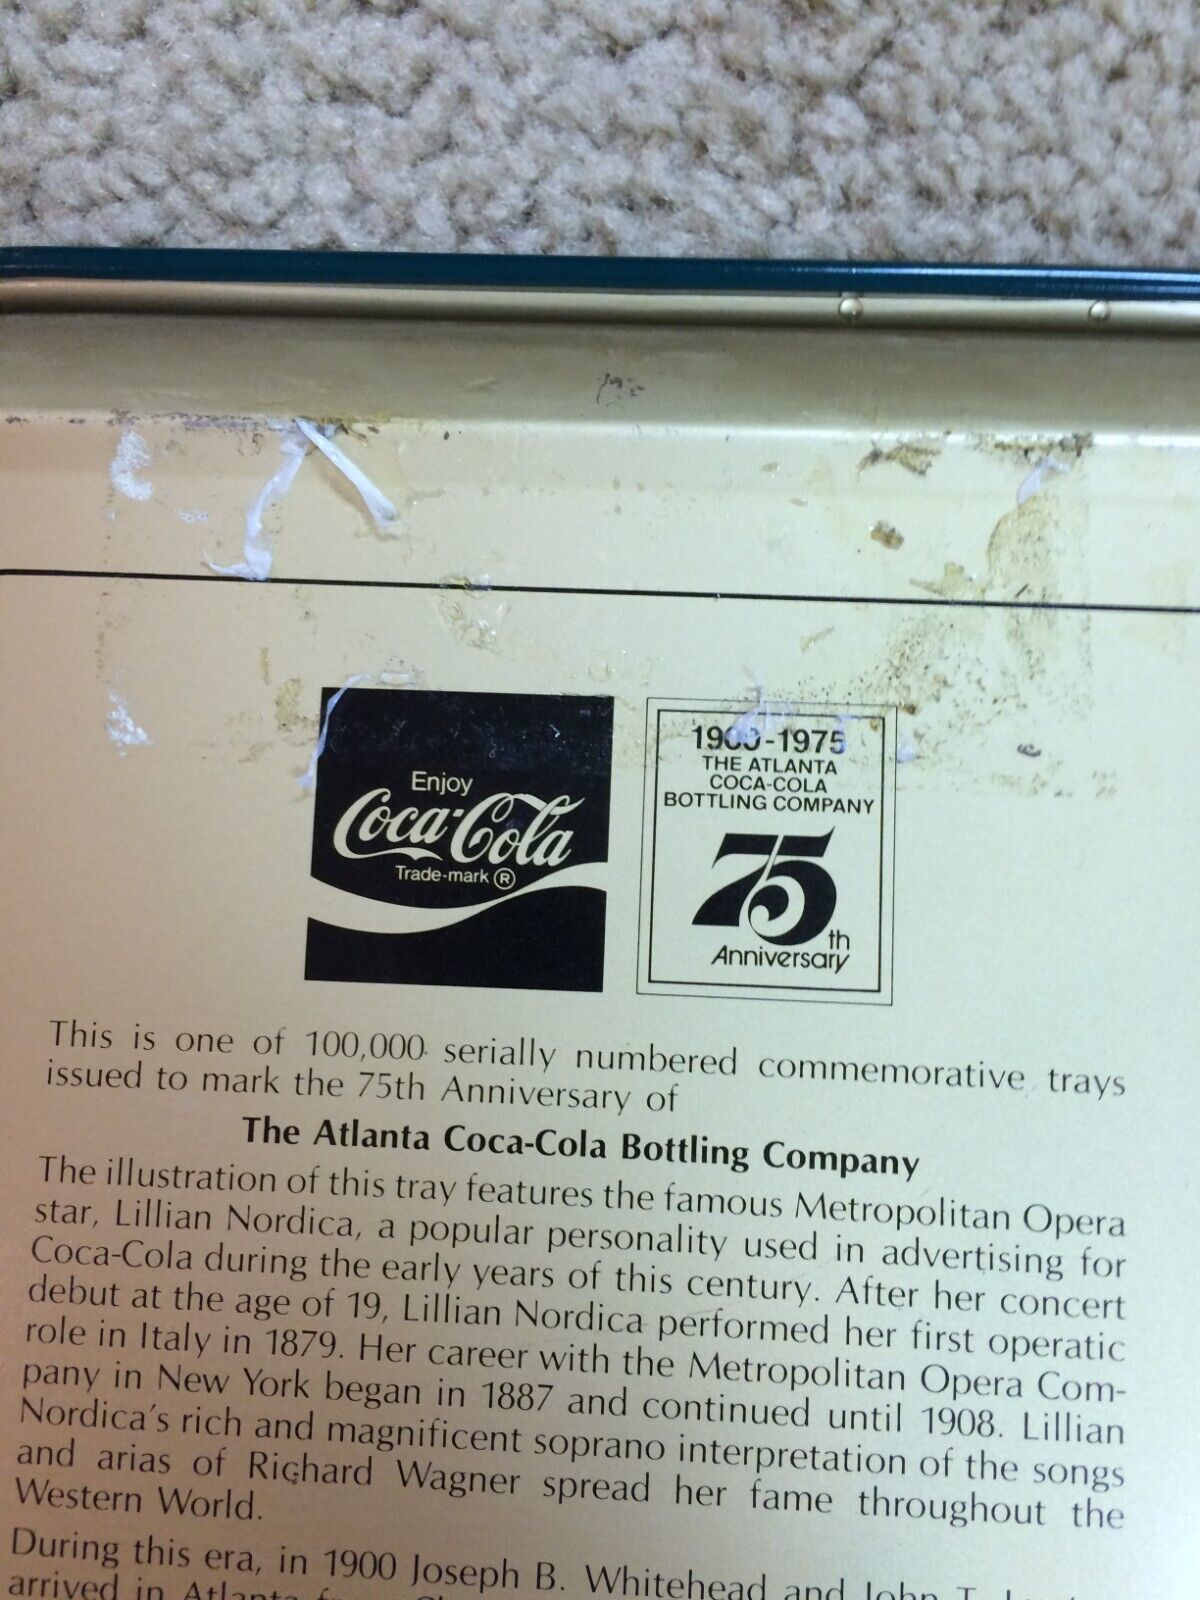 Enjoy
Coca-Cola
Trade-mark ®
1900-1975
THE ATLANTA
COCA-COLA
BOTTLING COMPANY
75th
Anniversary
This is one of 100,000 serially numbered commemorative trays
issued to mark the 75th Anniversary of
The Atlanta Coca-Cola Bottling Company
The illustration of this tray features the famous Metropolitan Opera
star, Lillian Nordica, a popular personality used in advertising for
Coca-Cola during the early years of this century. After her concert
debut at the age of 19, Lillian Nordica performed her first operatic
role in Italy in 1879. Her career with the Metropolitan Opera Com-
pany in New York began in 1887 and continued until 1908. Lillian
Nordica's rich and magnificent soprano interpretation of the songs
and arias of Richard Wagner spread her fame throughout the
Western World.
During this era, in 1900 Joseph B. Whitehead and John T.
arrived in Atlanta